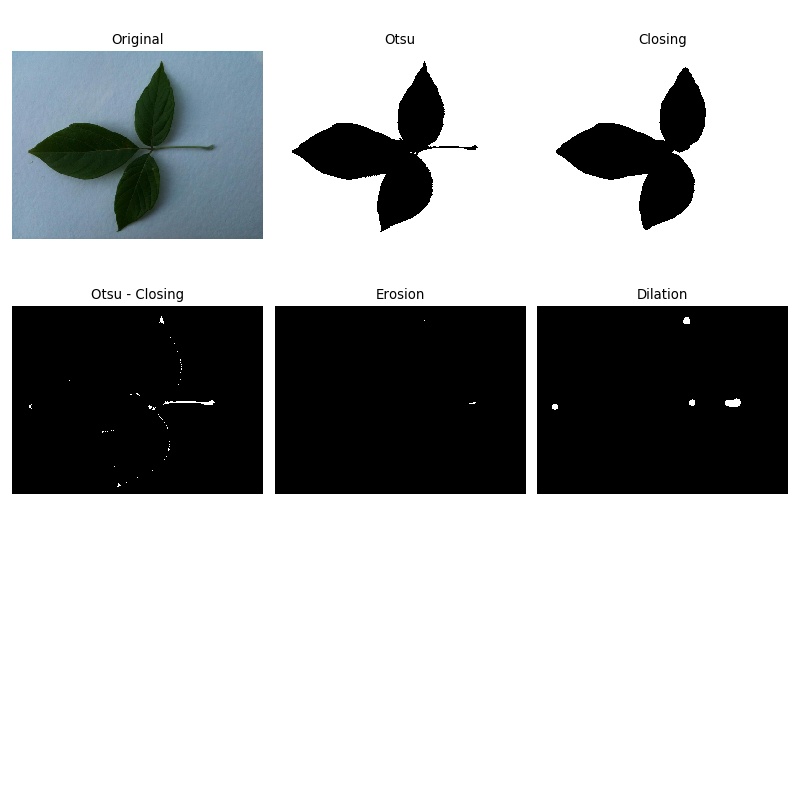 Original
Otsu
Closing
Otsu - Closing
Erosion
Dilation